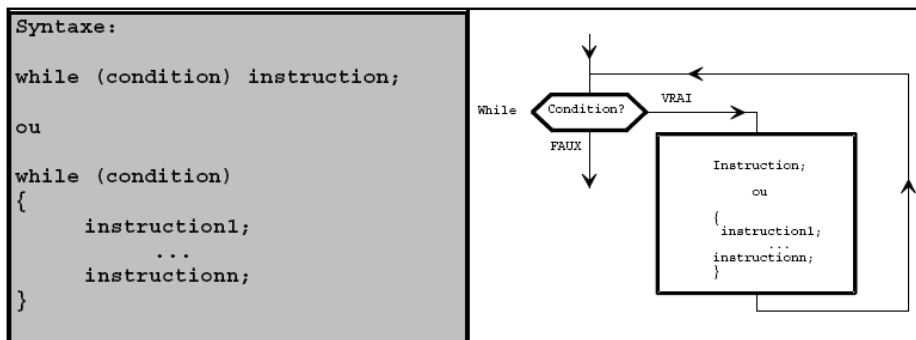 Syntaxe:
while (condition) instruction;
ou
while (condition)
{
instruction1;
...
instructionn;
}
While
Condition?
VRAI
FAUX
Instruction;
ou
{
instruction1;
...
instructionn;
}